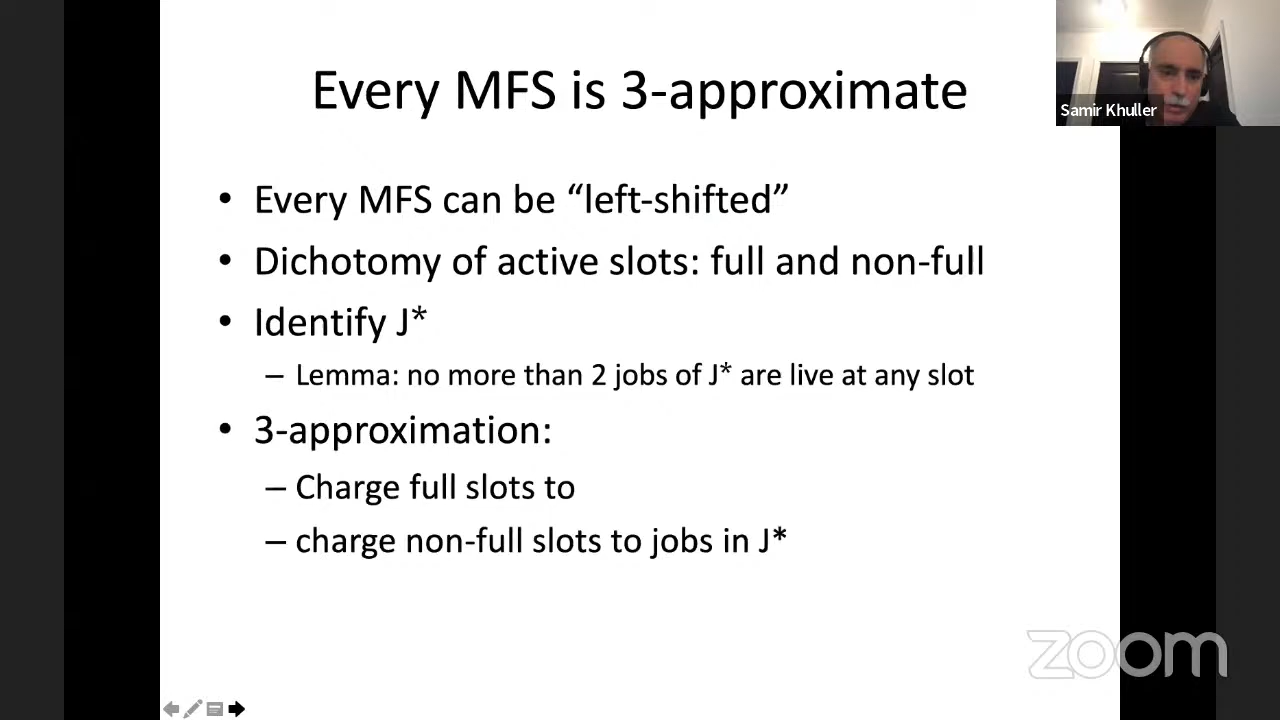 Every MFS is 3-approximate
Samir Khuller
• Every MFS can be “left-shifted”
• Dichotomy of active slots: full and non-full
• Identify J*
– Lemma: no more than 2 jobs of J* are live at any slot
• 3-approximation:
– Charge full slots to
– charge non-full slots to jobs in J*
zoom